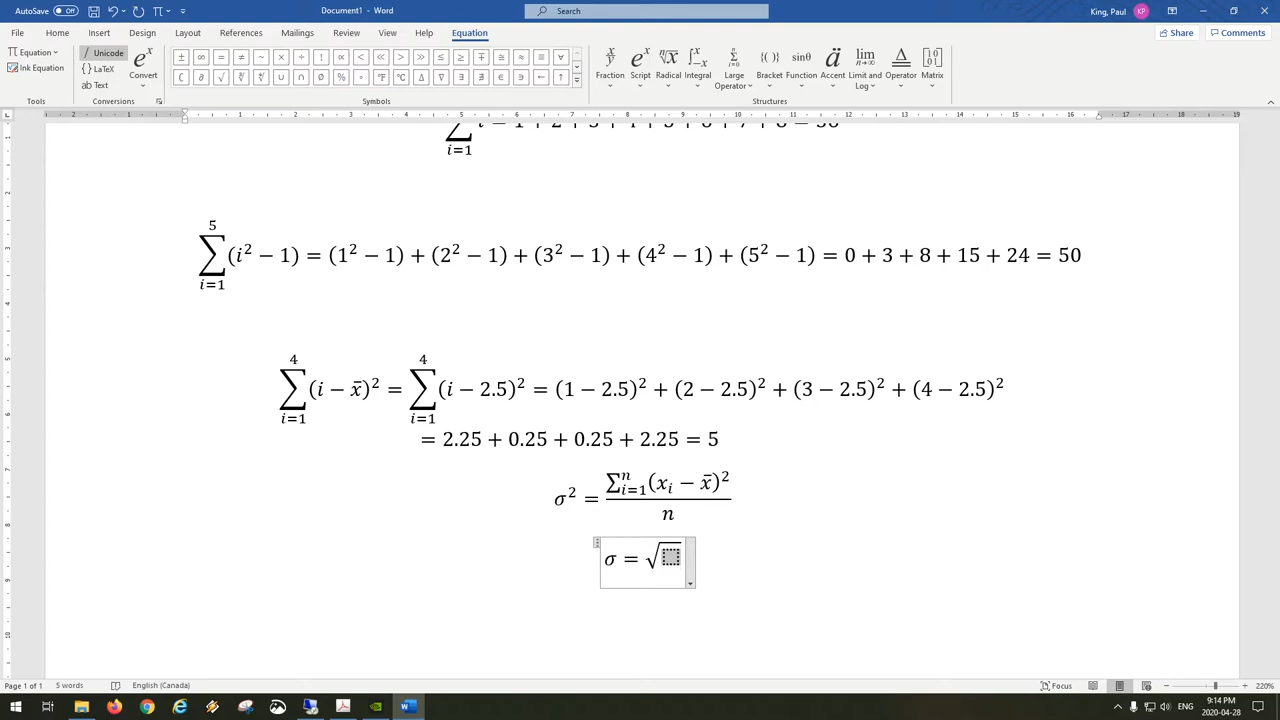 AutoSave Off Document1 - Word Search King, Paul KP
File Home Insert Design Layout References Mailings Review View Help Equation Share Comments
Equation Unicode
Ink Equation LaTeX
Text Convert
Fraction Script Radical Integral Large Operator Bracket Function Accent Limit and Log Operator Matrix
Tools Conversions Symbols Structures
i=1
5
∑(i² − 1) = (1² − 1) + (2² − 1) + (3² − 1) + (4² − 1) + (5² − 1) = 0 + 3 + 8 + 15 + 24 = 50
i=1
4 4
∑(i − x̄)² = ∑(i − 2.5)² = (1 − 2.5)² + (2 − 2.5)² + (3 − 2.5)² + (4 − 2.5)²
i=1 i=1
= 2.25 + 0.25 + 0.25 + 2.25 = 5
σ² = ∑ⁿᵢ₌₁(xᵢ − x̄)² / n
σ = √
Page 1 of 1 5 words English (Canada) Focus 220%
ENG 9:14 PM
2020-04-28